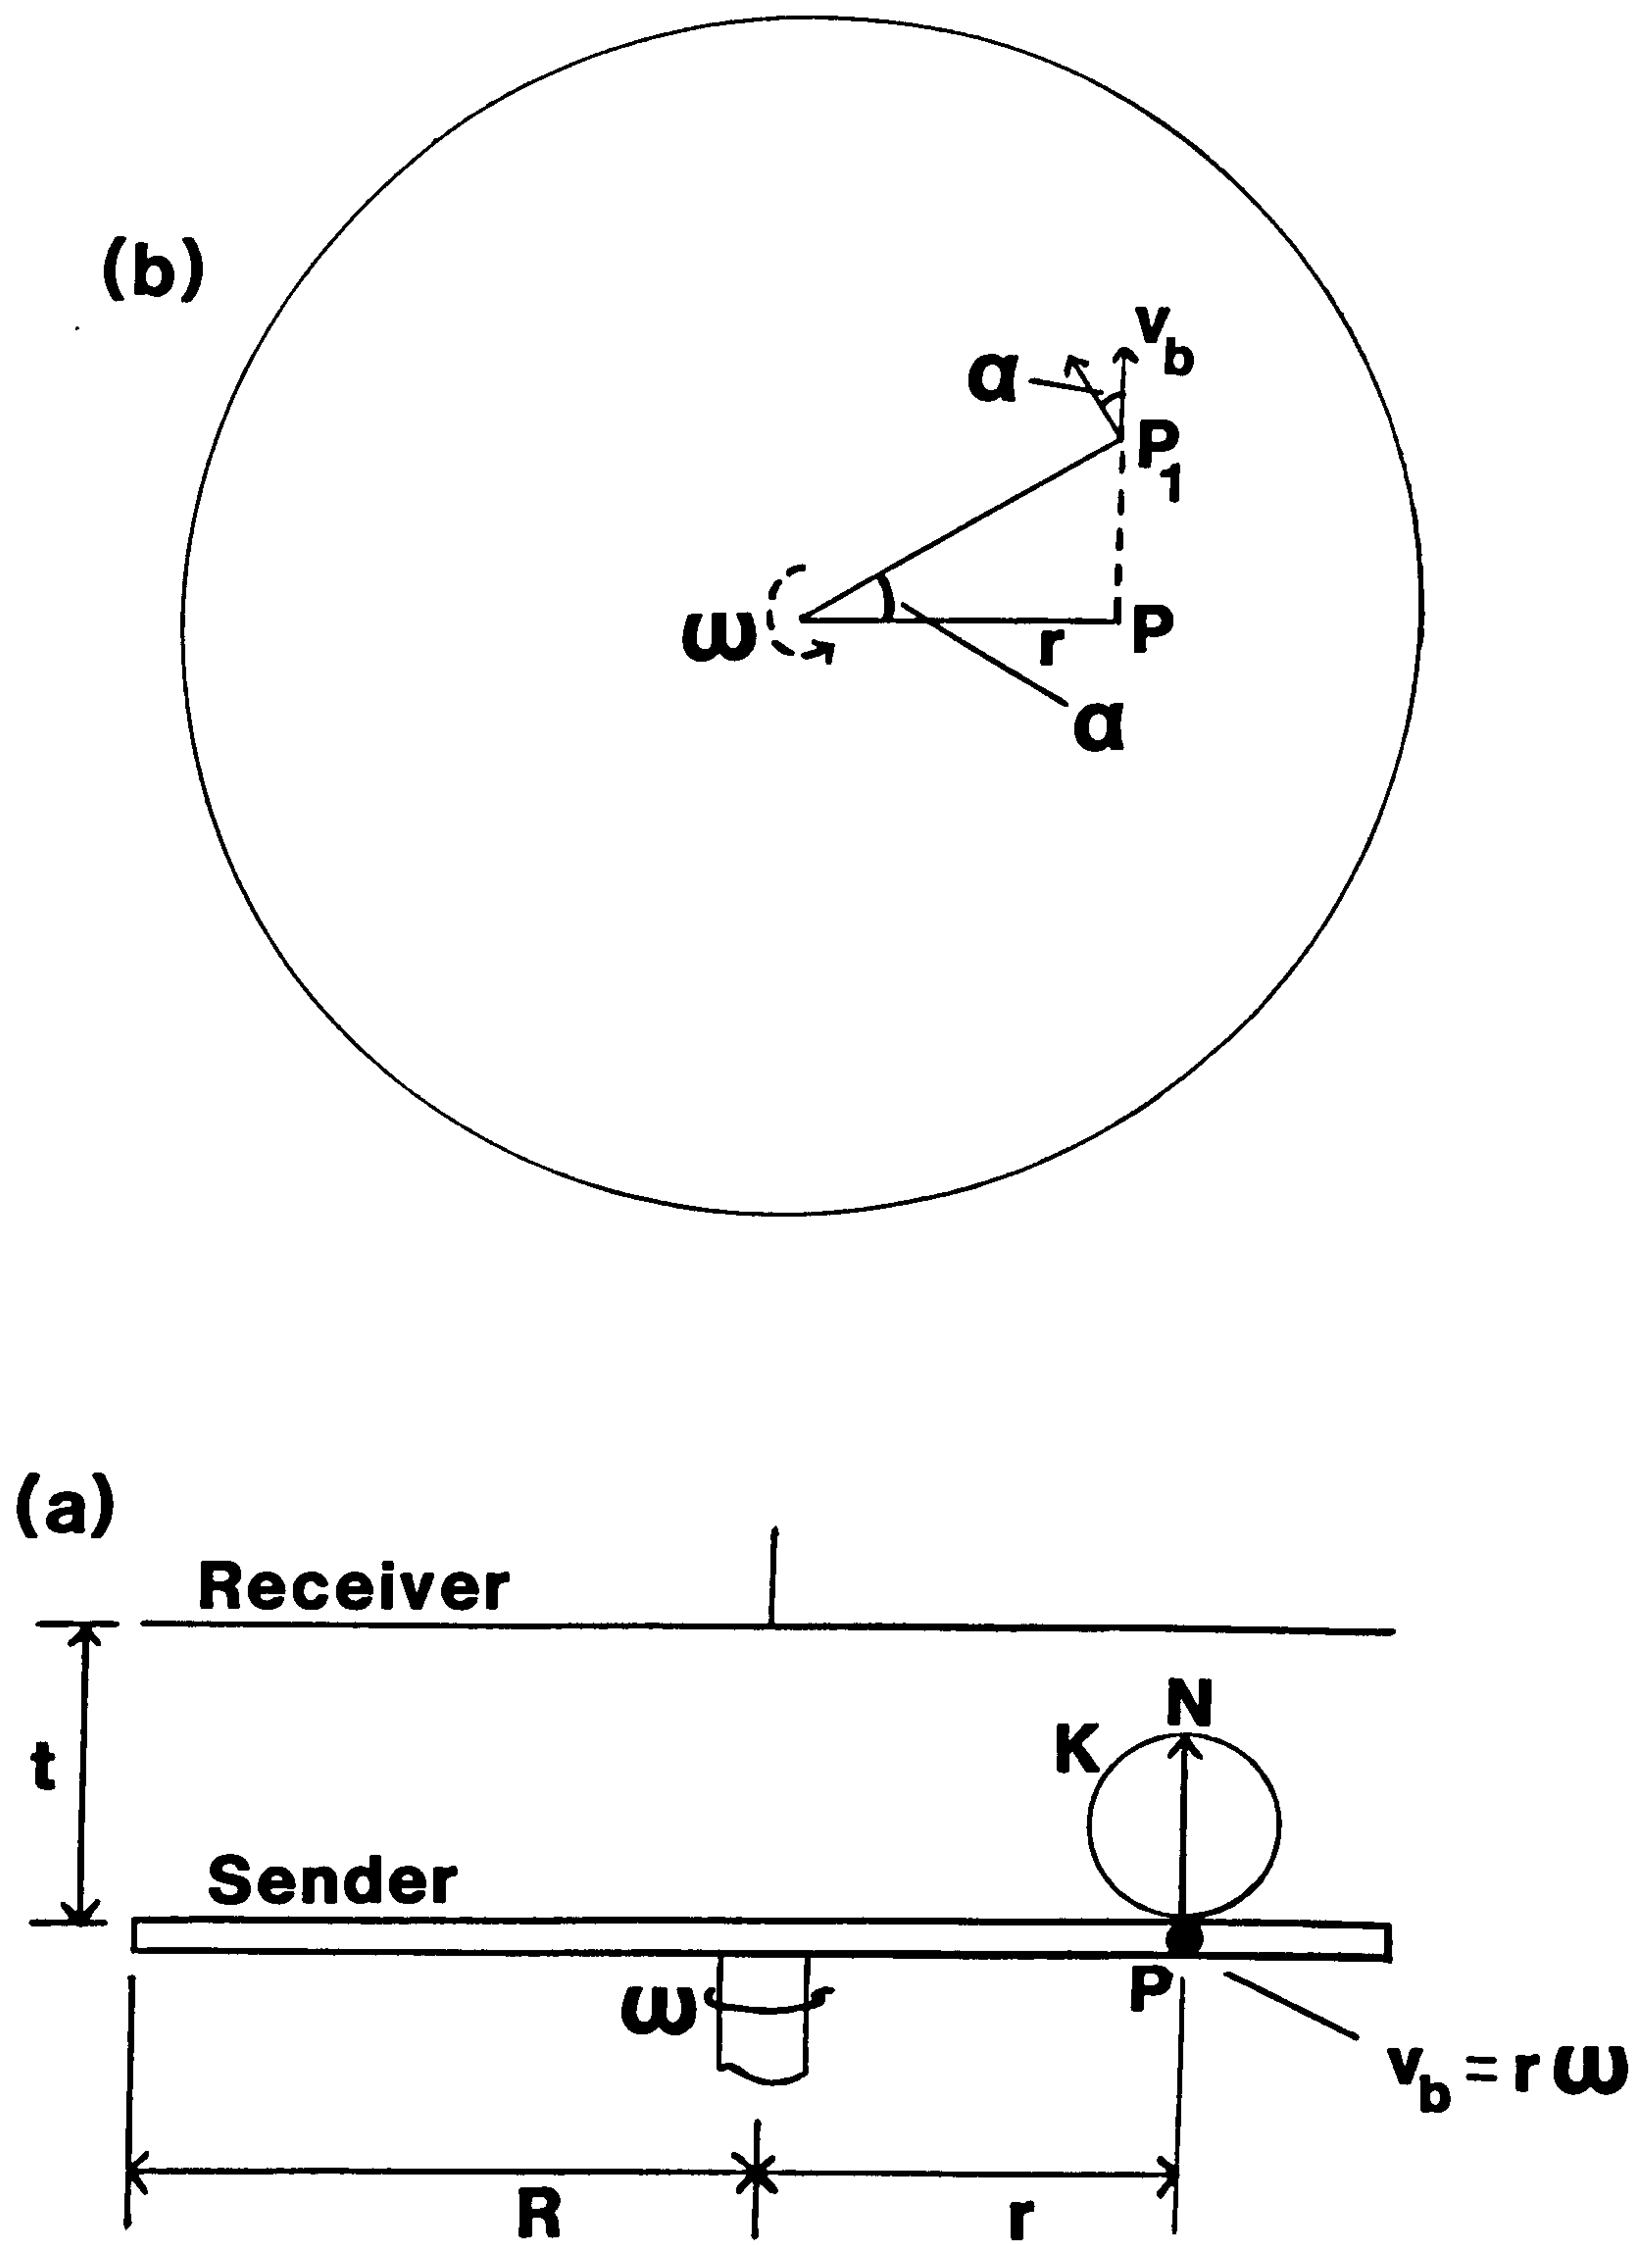 (b)
v_b
α
P_1
ω
r
P
α
(a)
Receiver
N
K
t
Sender
ω
P
v_b = r ω
R
r